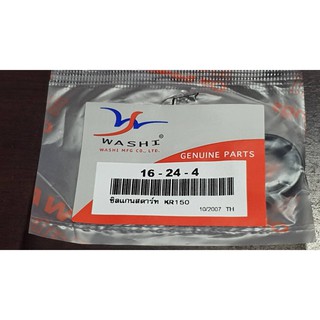 WASHI®
WASHI MFG CO., LTD.
GENUINE PARTS
16 - 24 - 4
ซิลแกนสตาร์ท KR150
10/2007 TH